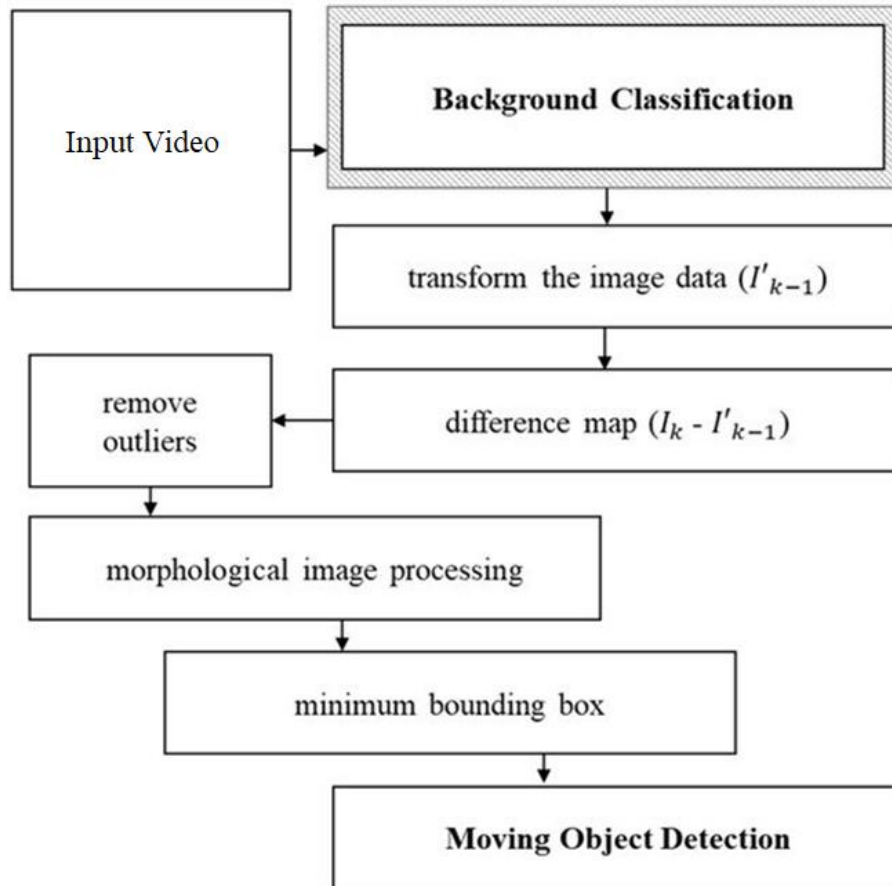 Input Video
Background Classification
transform the image data (I'ₖ₋₁)
difference map (Iₖ - I'ₖ₋₁)
remove
outliers
morphological image processing
minimum bounding box
Moving Object Detection